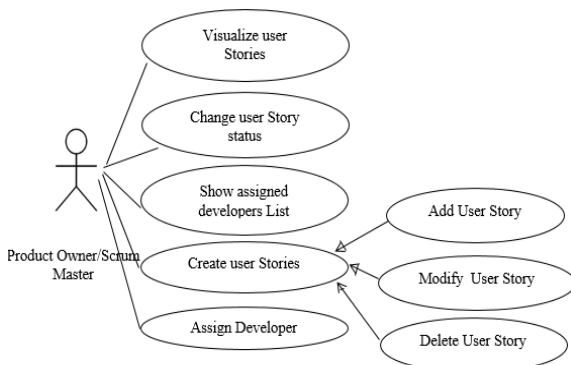 Visualize user
Stories
Change user Story
status
Show assigned
developers List
Add User Story
Product Owner/Scrum
Master
Create user Stories
Modify User Story
Assign Developer
Delete User Story